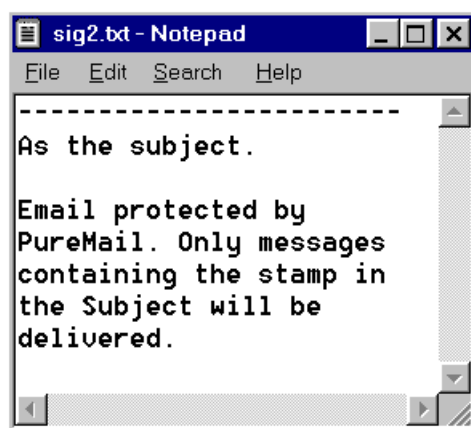 sig2.txt - Notepad
File Edit Search Help
------------------------
As the subject.
Email protected by
PureMail. Only messages
containing the stamp in
the Subject will be
delivered.